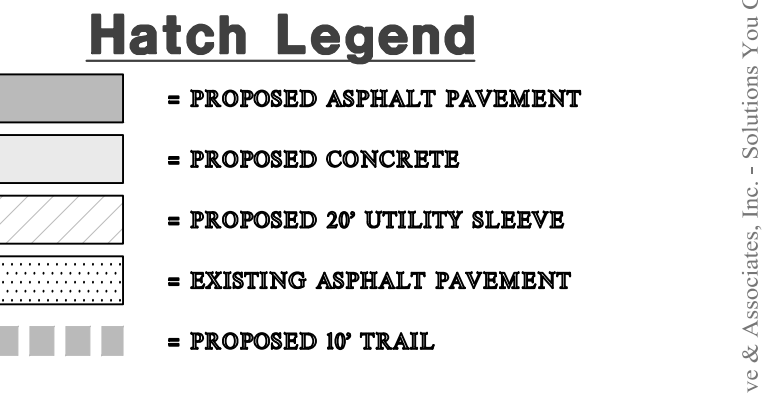 Hatch Legend
= PROPOSED ASPHALT PAVEMENT
= PROPOSED CONCRETE
= PROPOSED 20' UTILITY SLEEVE
= EXISTING ASPHALT PAVEMENT
= PROPOSED 10' TRAIL
& Associates, Inc. - Solutions You